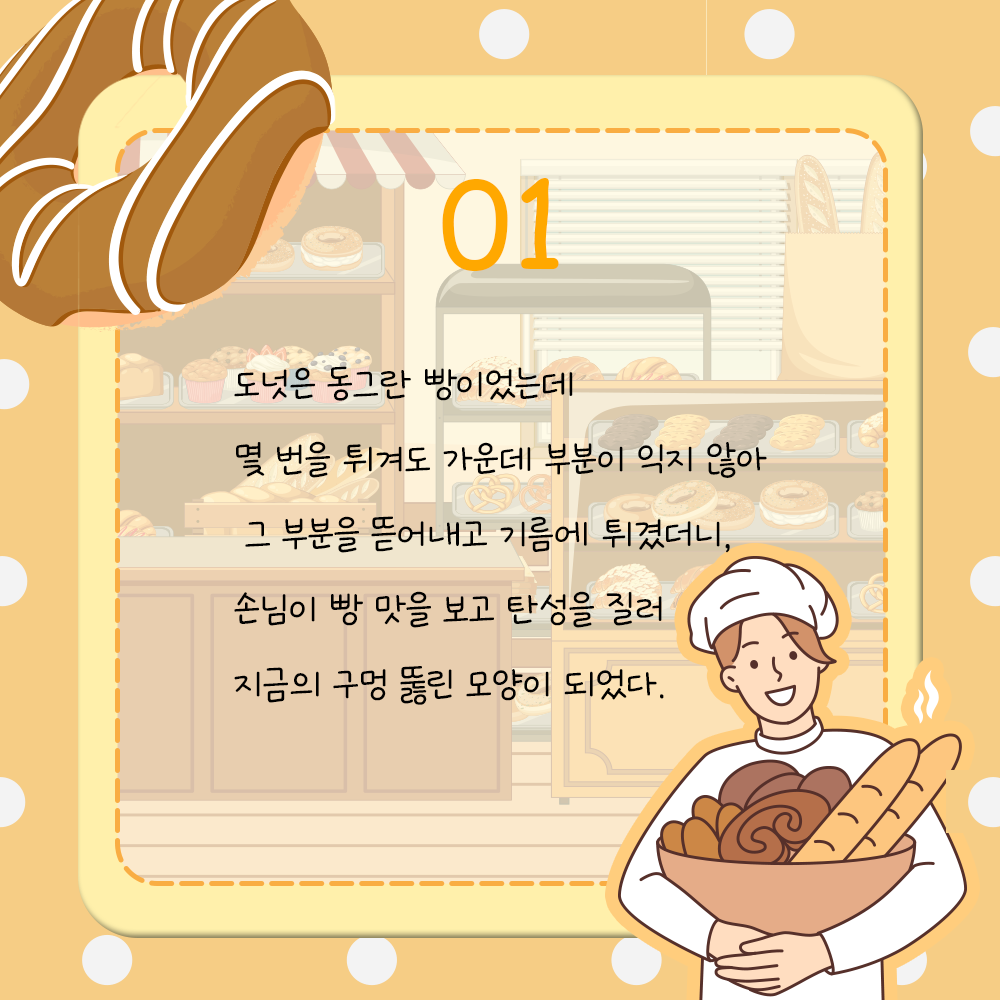 01
도넛은 동그란 빵이었는데
몇 번을 튀겨도 가운데 부분이 익지 않아
그 부분을 뜯어내고 기름에 튀겼더니,
손님이 빵 맛을 보고 탄성을 질러
지금의 구멍 뚫린 모양이 되었다.